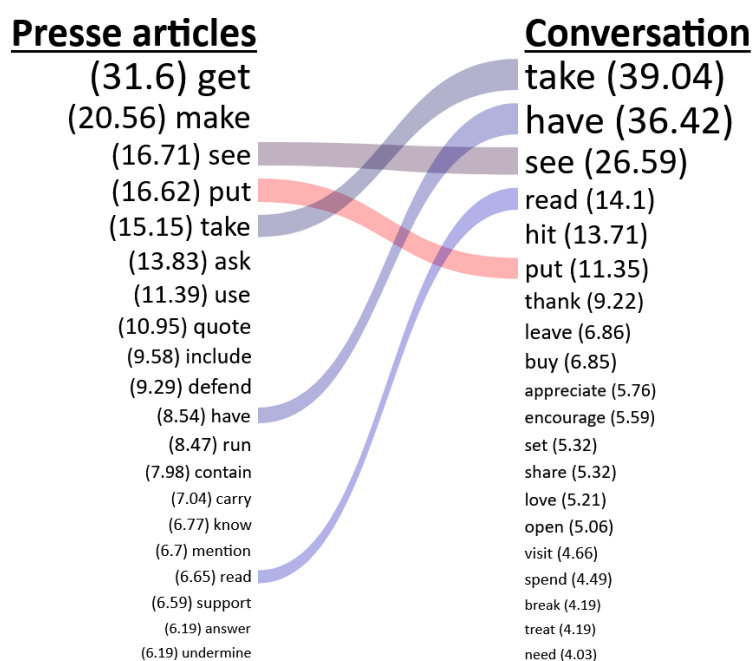 Presse articles
(31.6) get
(20.56) make
(16.71) see
(16.62) put
(15.15) take
(13.83) ask
(11.39) use
(10.95) quote
(9.58) include
(9.29) defend
(8.54) have
(8.47) run
(7.98) contain
(7.04) carry
(6.77) know
(6.7) mention
(6.65) read
(6.59) support
(6.19) answer
(6.19) undermine
Conversation
take (39.04)
have (36.42)
see (26.59)
read (14.1)
hit (13.71)
put (11.35)
thank (9.22)
leave (6.86)
buy (6.85)
appreciate (5.76)
encourage (5.59)
set (5.32)
share (5.32)
love (5.21)
open (5.06)
visit (4.66)
spend (4.49)
break (4.19)
treat (4.19)
need (4.03)